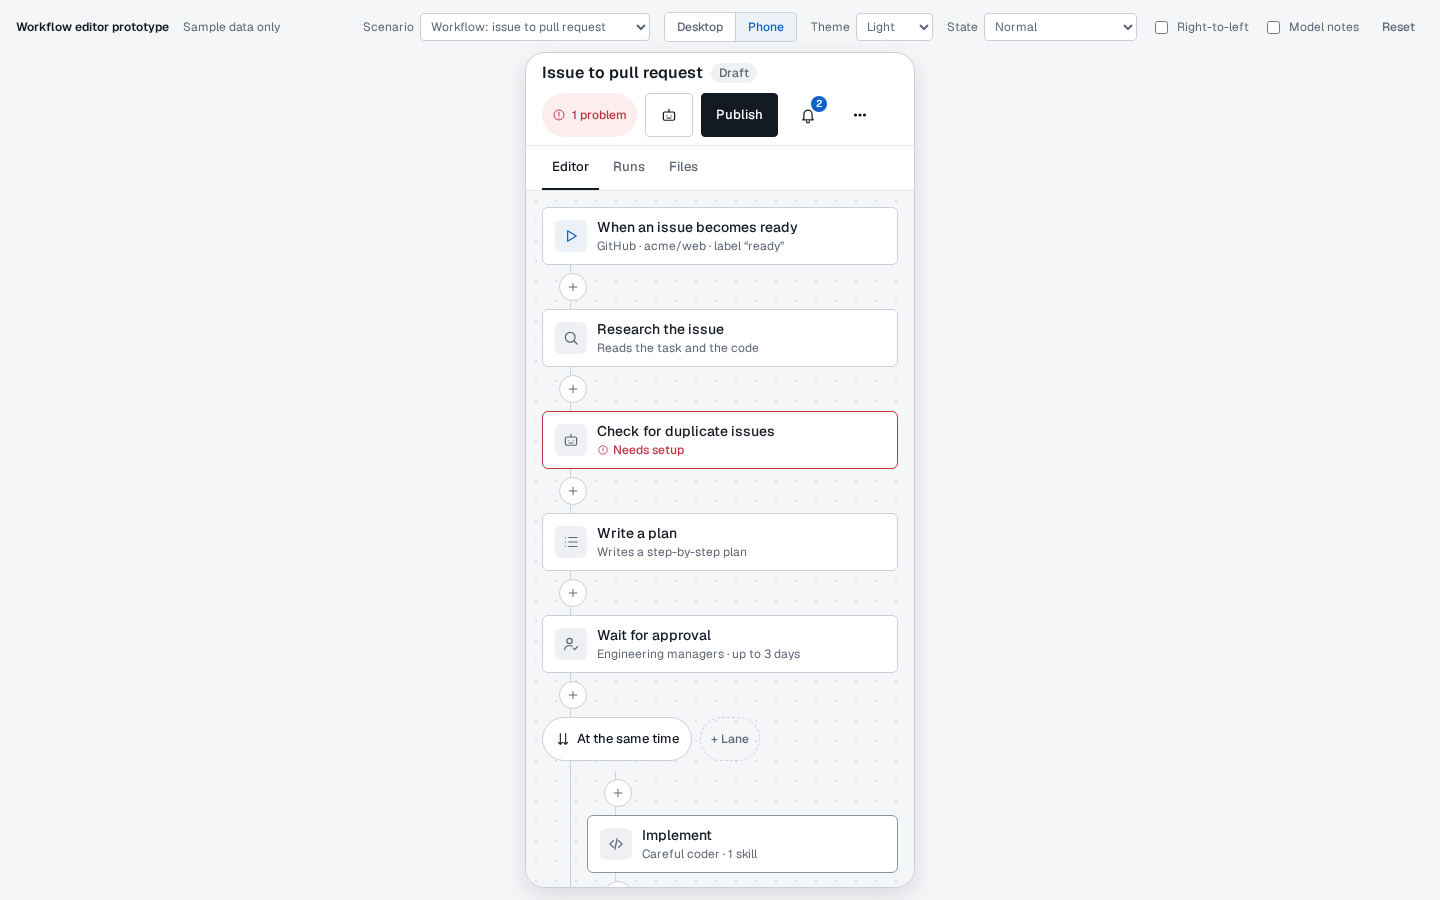 Workflow editor prototype
Sample data only
Scenario
Workflow: issue to pull request
Desktop
Phone
Theme
Light
State
Normal
Right-to-left
Model notes
Reset
Issue to pull request
Draft
1 problem
Publish
2
Editor
Runs
Files
When an issue becomes ready
GitHub · acme/web · label “ready”
Research the issue
Reads the task and the code
Check for duplicate issues
Needs setup
Write a plan
Writes a step-by-step plan
Wait for approval
Engineering managers · up to 3 days
At the same time
+ Lane
Implement
Careful coder · 1 skill